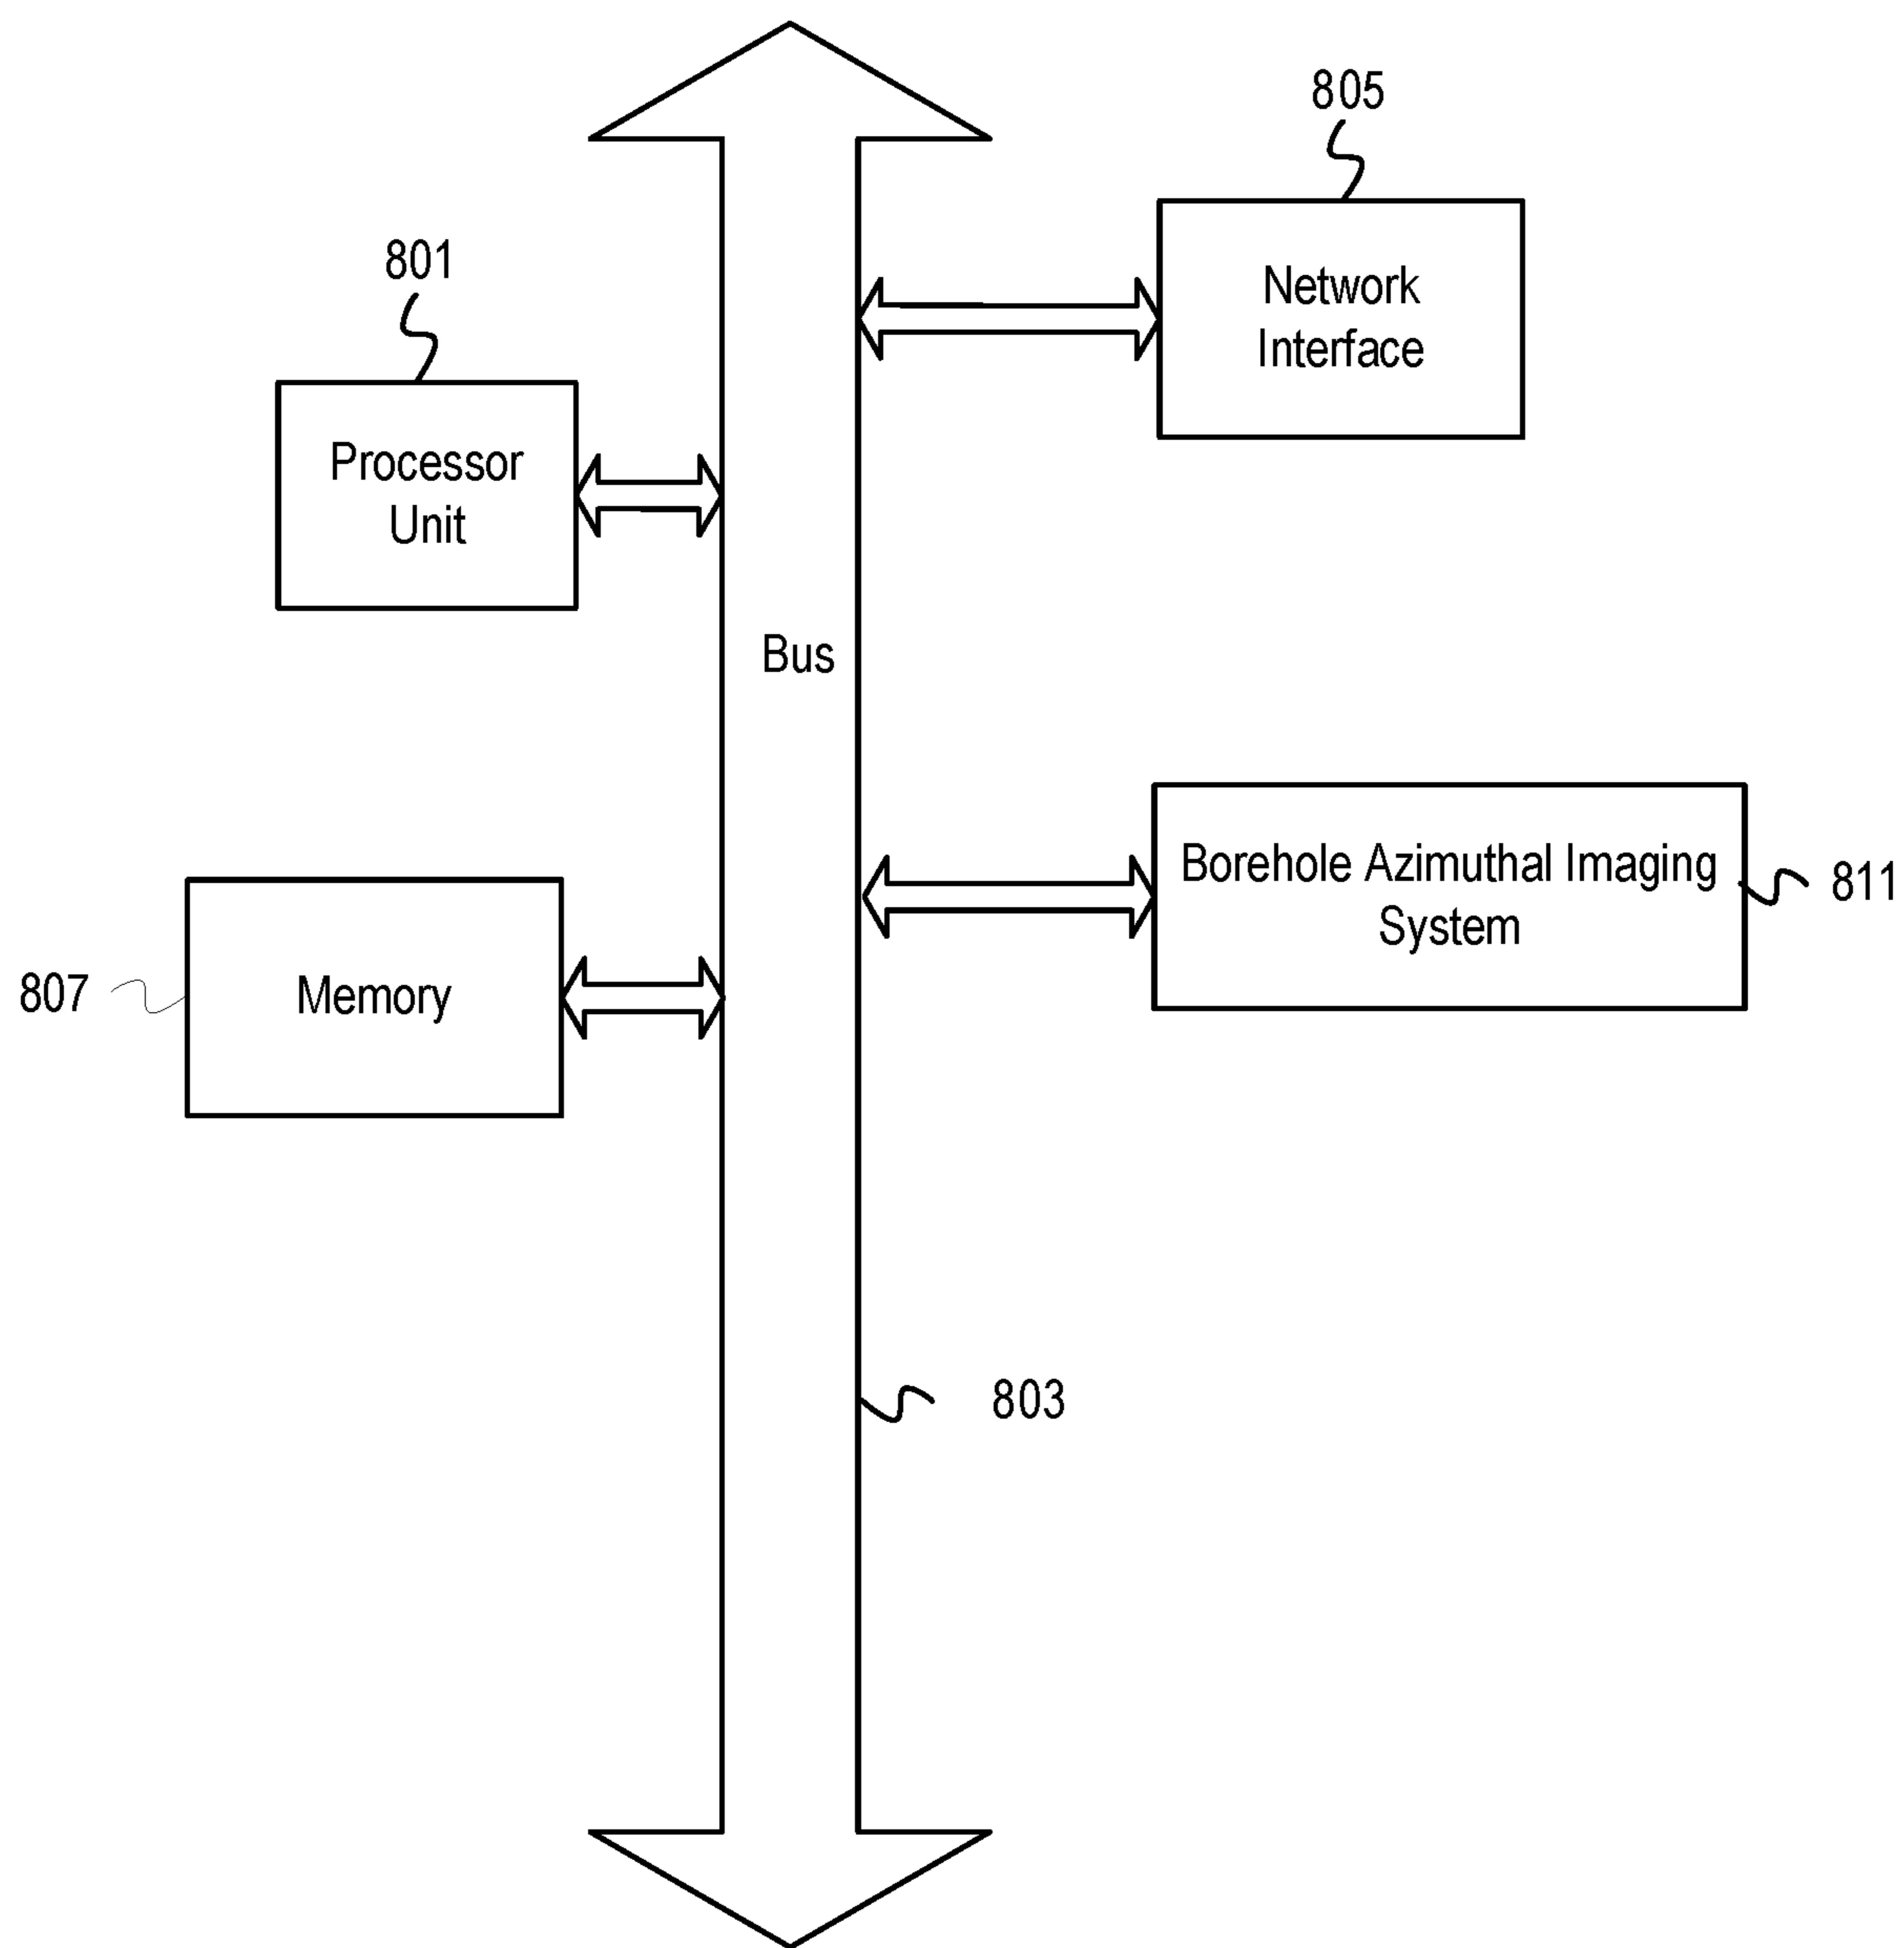 805
Network
Interface
801
Processor
Unit
Bus
Borehole Azimuthal Imaging
System
811
Memory
807
803